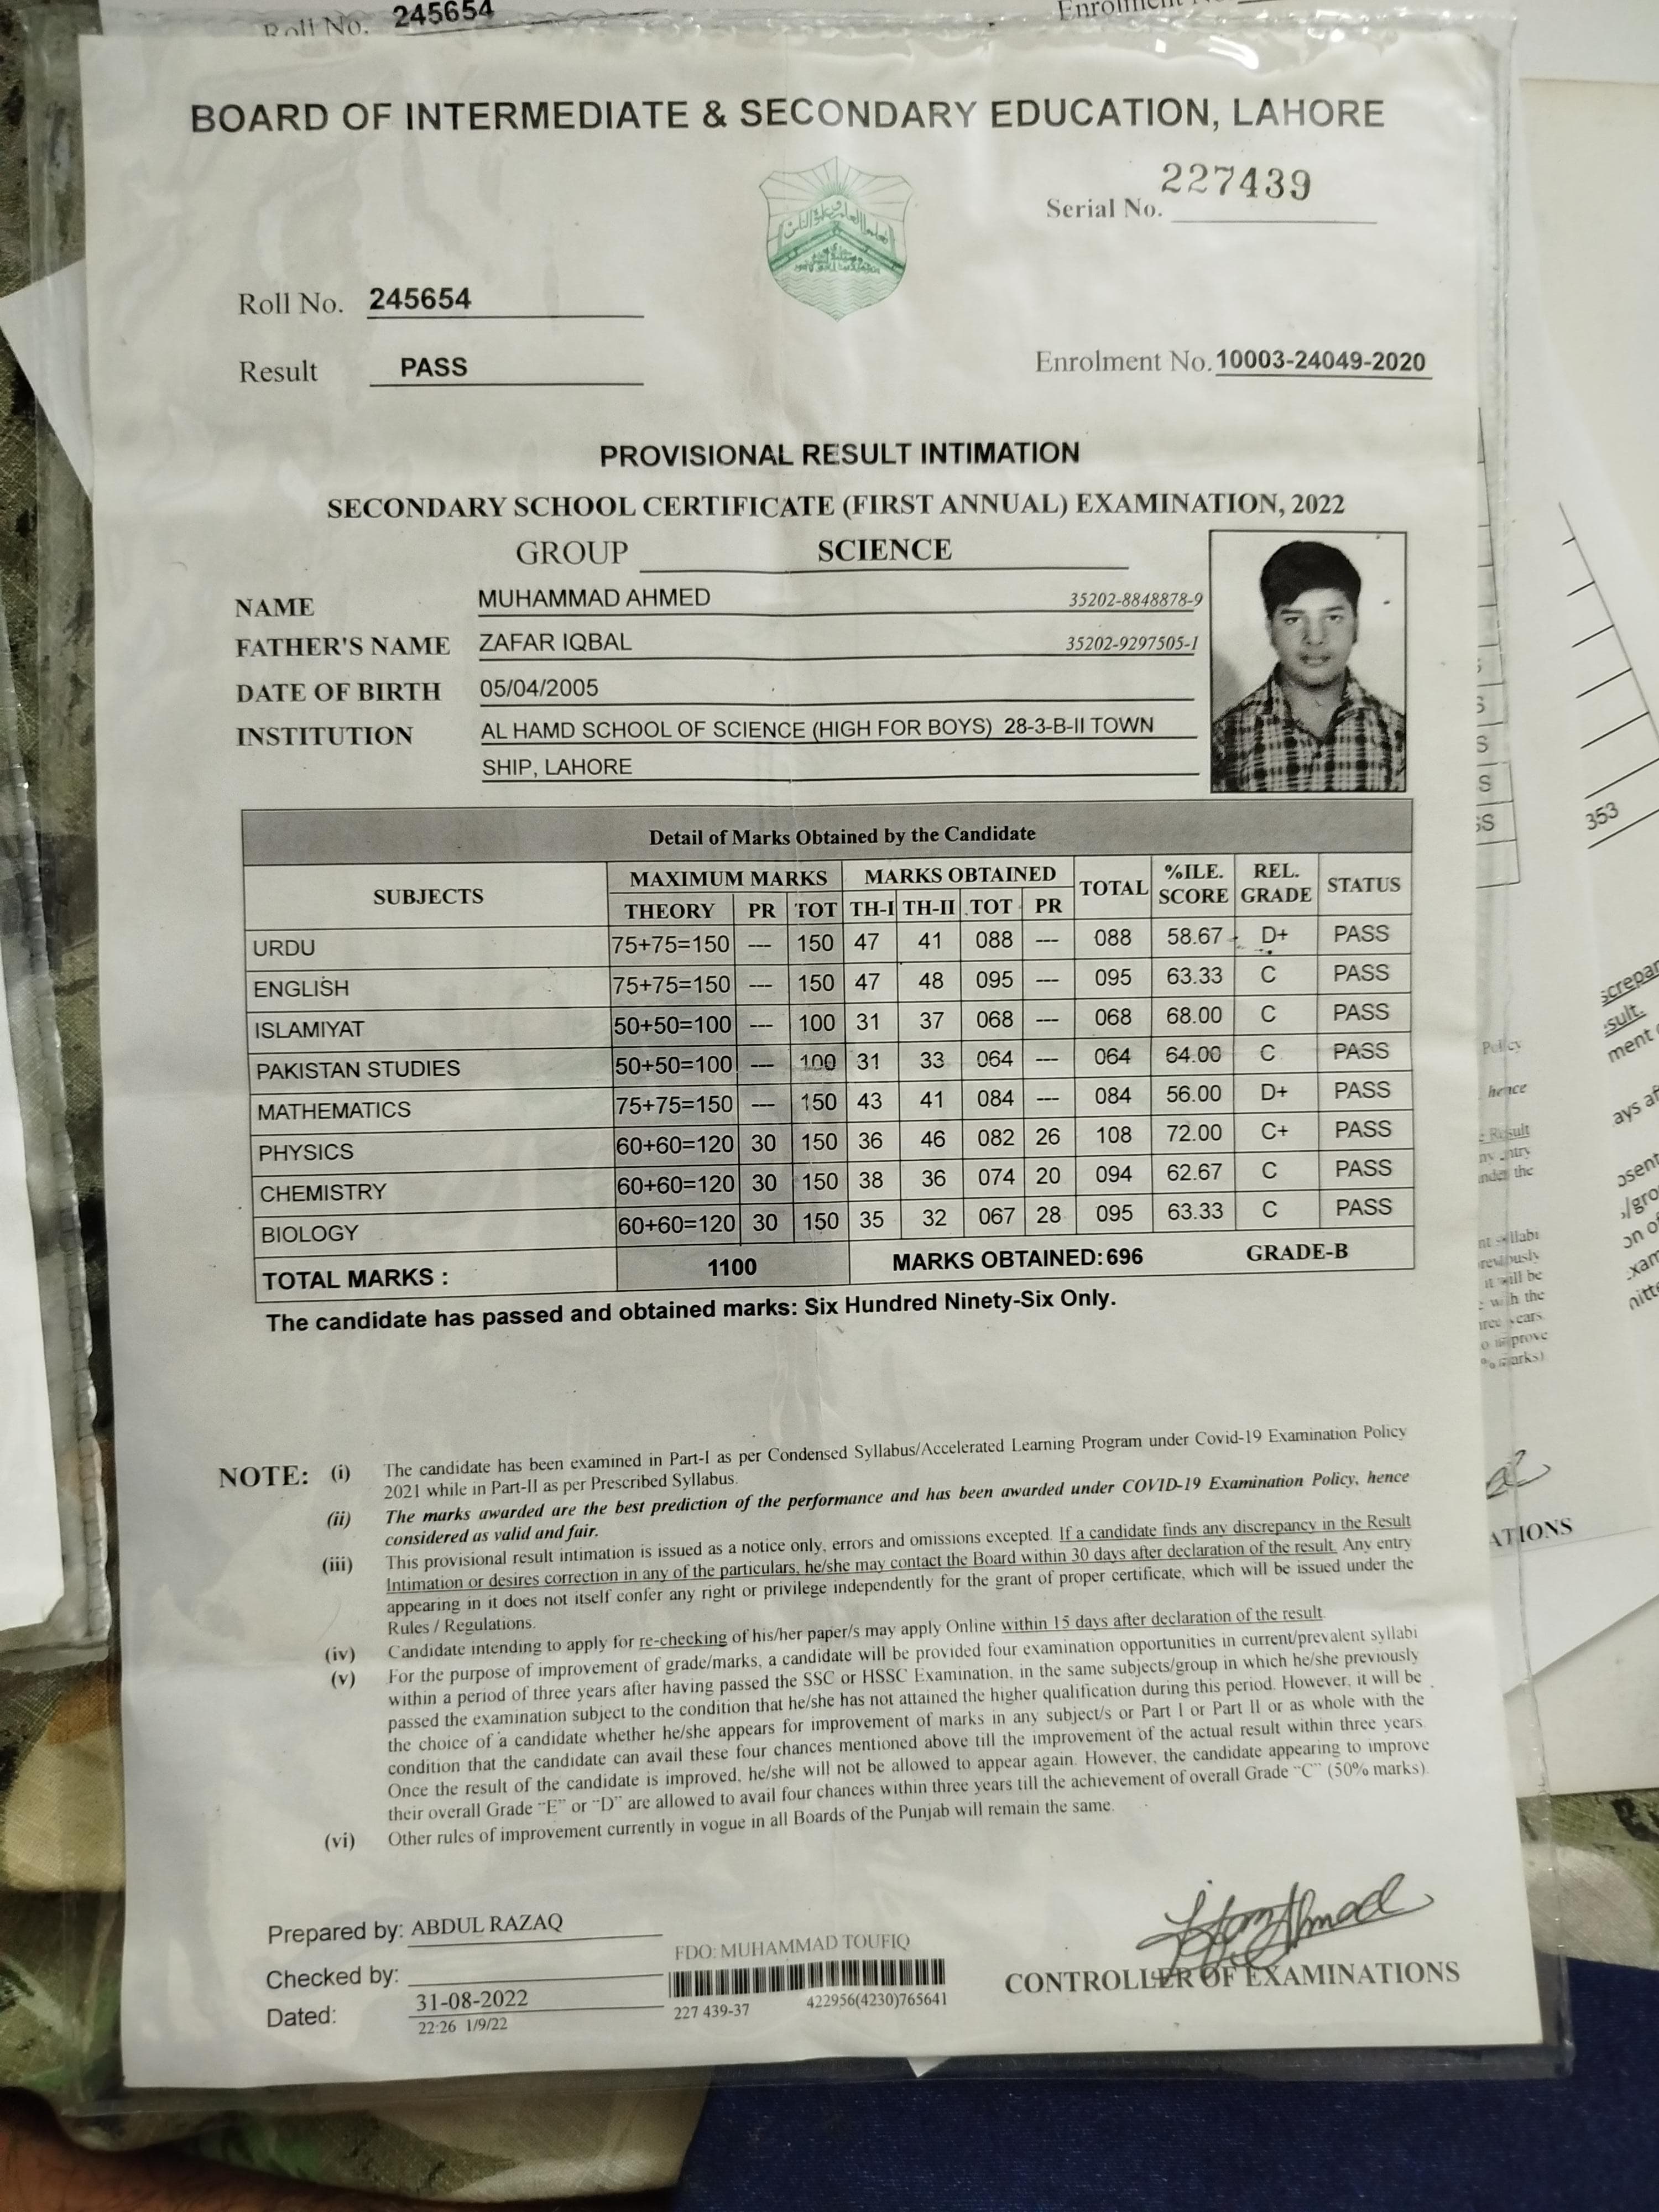 Roll No. 245654
BOARD OF INTERMEDIATE & SECONDARY EDUCATION, LAHORE
Serial No. 227439
Roll No. 245654
Result PASS
Enrolment No. 10003-24049-2020
PROVISIONAL RESULT INTIMATION
SECONDARY SCHOOL CERTIFICATE (FIRST ANNUAL) EXAMINATION, 2022
GROUP SCIENCE
NAME MUHAMMAD AHMED 35202-8848878-9
FATHER'S NAME ZAFAR IQBAL 35202-9297505-1
DATE OF BIRTH 05/04/2005
INSTITUTION AL HAMD SCHOOL OF SCIENCE (HIGH FOR BOYS) 28-3-B-II TOWN
SHIP, LAHORE
Detail of Marks Obtained by the Candidate
SUBJECTS MAXIMUM MARKS MARKS OBTAINED TOTAL %ILE. SCORE REL. GRADE STATUS
THEORY PR TOT TH-I TH-II TOT PR
URDU 75+75=150 --- 150 47 41 088 --- 088 58.67 D+ PASS
ENGLISH 75+75=150 --- 150 47 48 095 --- 095 63.33 C PASS
ISLAMIYAT 50+50=100 --- 100 31 37 068 --- 068 68.00 C PASS
PAKISTAN STUDIES 50+50=100 --- 100 31 33 064 --- 064 64.00 C PASS
MATHEMATICS 75+75=150 --- 150 43 41 084 --- 084 56.00 D+ PASS
PHYSICS 60+60=120 30 150 36 46 082 26 108 72.00 C+ PASS
CHEMISTRY 60+60=120 30 150 38 36 074 20 094 62.67 C PASS
BIOLOGY 60+60=120 30 150 35 32 067 28 095 63.33 C PASS
TOTAL MARKS : 1100 MARKS OBTAINED: 696 GRADE-B
The candidate has passed and obtained marks: Six Hundred Ninety-Six Only.
NOTE: (i) The candidate has been examined in Part-I as per Condensed Syllabus/Accelerated Learning Program under Covid-19 Examination Policy
2021 while in Part-II as per Prescribed Syllabus.
(ii) The marks awarded are the best prediction of the performance and has been awarded under COVID-19 Examination Policy, hence
considered as valid and fair.
(iii) This provisional result intimation is issued as a notice only, errors and omissions excepted. If a candidate finds any discrepancy in the Result
Intimation or desires correction in any of the particulars, he/she may contact the Board within 30 days after declaration of the result. Any entry
appearing in it does not itself confer any right or privilege independently for the grant of proper certificate, which will be issued under the
Rules / Regulations.
(iv) Candidate intending to apply for re-checking of his/her paper/s may apply Online within 15 days after declaration of the result.
(v) For the purpose of improvement of grade/marks, a candidate will be provided four examination opportunities in current/prevalent syllabi
within a period of three years after having passed the SSC or HSSC Examination, in the same subjects/group in which he/she previously
passed the examination subject to the condition that he/she has not attained the higher qualification during this period. However, it will be
the choice of a candidate whether he/she appears for improvement of marks in any subject/s or Part I or Part II or as whole with the
condition that the candidate can avail these four chances mentioned above till the improvement of the actual result within three years.
Once the result of the candidate is improved, he/she will not be allowed to appear again. However, the candidate appearing to improve
their overall Grade "E" or "D" are allowed to avail four chances within three years till the achievement of overall Grade "C" (50% marks).
(vi) Other rules of improvement currently in vogue in all Boards of the Punjab will remain the same.
Prepared by: ABDUL RAZAQ
Checked by:
Dated: 31-08-2022
22:26 1/9/22
FDO: MUHAMMAD TOUFIQ
227 439-37 422956(4230)765641
CONTROLLER OF EXAMINATIONS
353